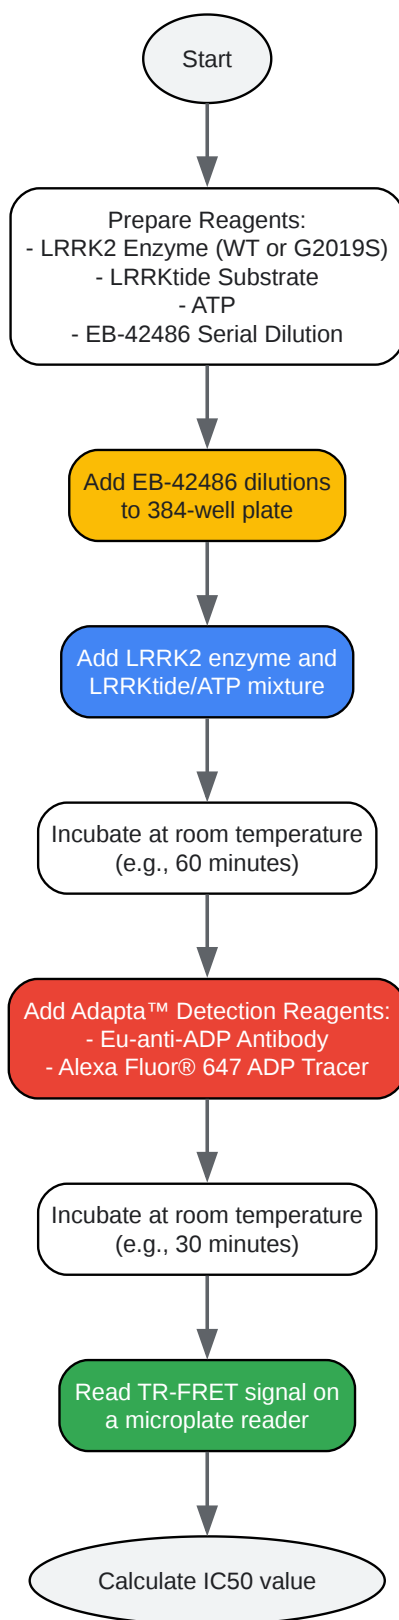 Start
Prepare Reagents:
- LRRK2 Enzyme (WT or G2019S)
- LRRKtide Substrate
- ATP
- EB-42486 Serial Dilution
Add EB-42486 dilutions
to 384-well plate
Add LRRK2 enzyme and
LRRKtide/ATP mixture
Incubate at room temperature
(e.g., 60 minutes)
Add Adapta™ Detection Reagents:
- Eu-anti-ADP Antibody
- Alexa Fluor® 647 ADP Tracer
Incubate at room temperature
(e.g., 30 minutes)
Read TR-FRET signal on
a microplate reader
Calculate IC50 value